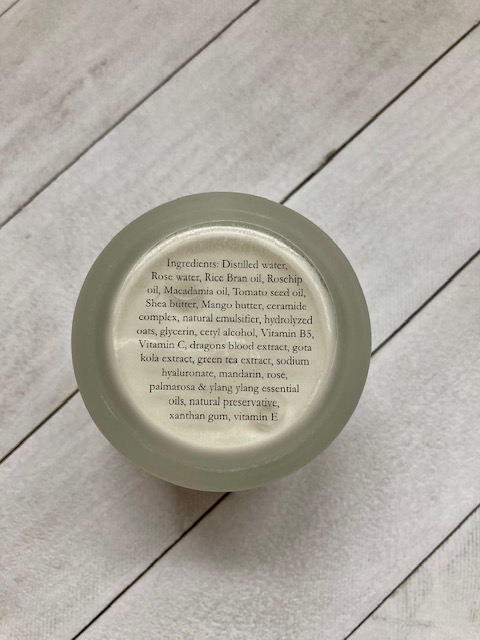 Ingredients: Distilled water,
Rose water, Rice Bran oil, Rosehip
oil, Macadamia oil, Tomato seed oil,
Shea butter, Mango butter, ceramide
complex, natural emulsifier, hydrolyzed
oats, glycerin, cetyl alcohol, Vitamin B5,
Vitamin C, dragons blood extract, gota
kola extract, green tea extract, sodium
hyaluronate, mandarin, rose,
palmarosa & ylang ylang essential
oils, natural preservative,
xanthan gum, vitamin E